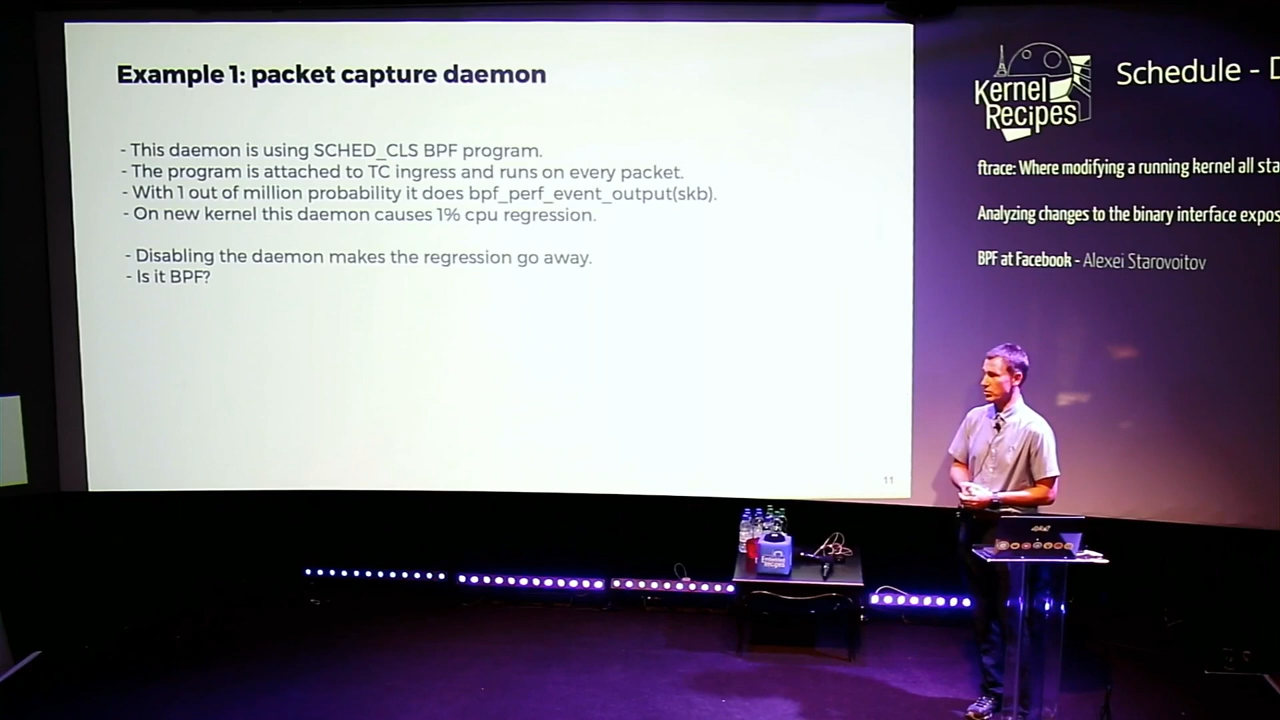 Example 1: packet capture daemon
- This daemon is using SCHED_CLS BPF program.
- The program is attached to TC ingress and runs on every packet.
- With 1 out of million probability it does bpf_perf_event_output(skb).
- On new kernel this daemon causes 1% cpu regression.
- Disabling the daemon makes the regression go away.
- Is it BPF?
11
Kernel
Recipes
Schedule -
ftrace: Where modifying a running kernel all
Analyzing changes to the binary interface
BPF at Facebook - Alexei Starovoitov
Recipes